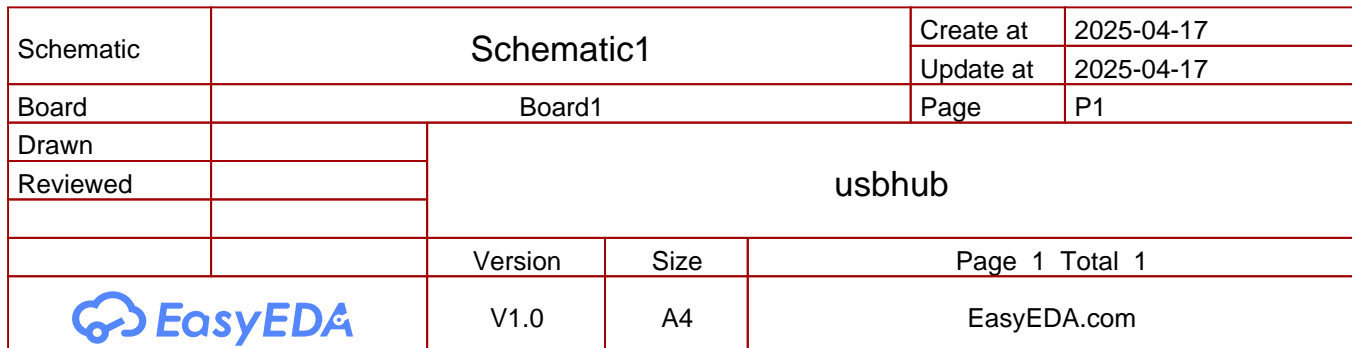 Schematic
Schematic1
Create at
2025-04-17
Update at
2025-04-17
Board
Board1
Page
P1
Drawn
Reviewed
usbhub
Version
Size
Page 1 Total 1
EasyEDA
V1.0
A4
EasyEDA.com